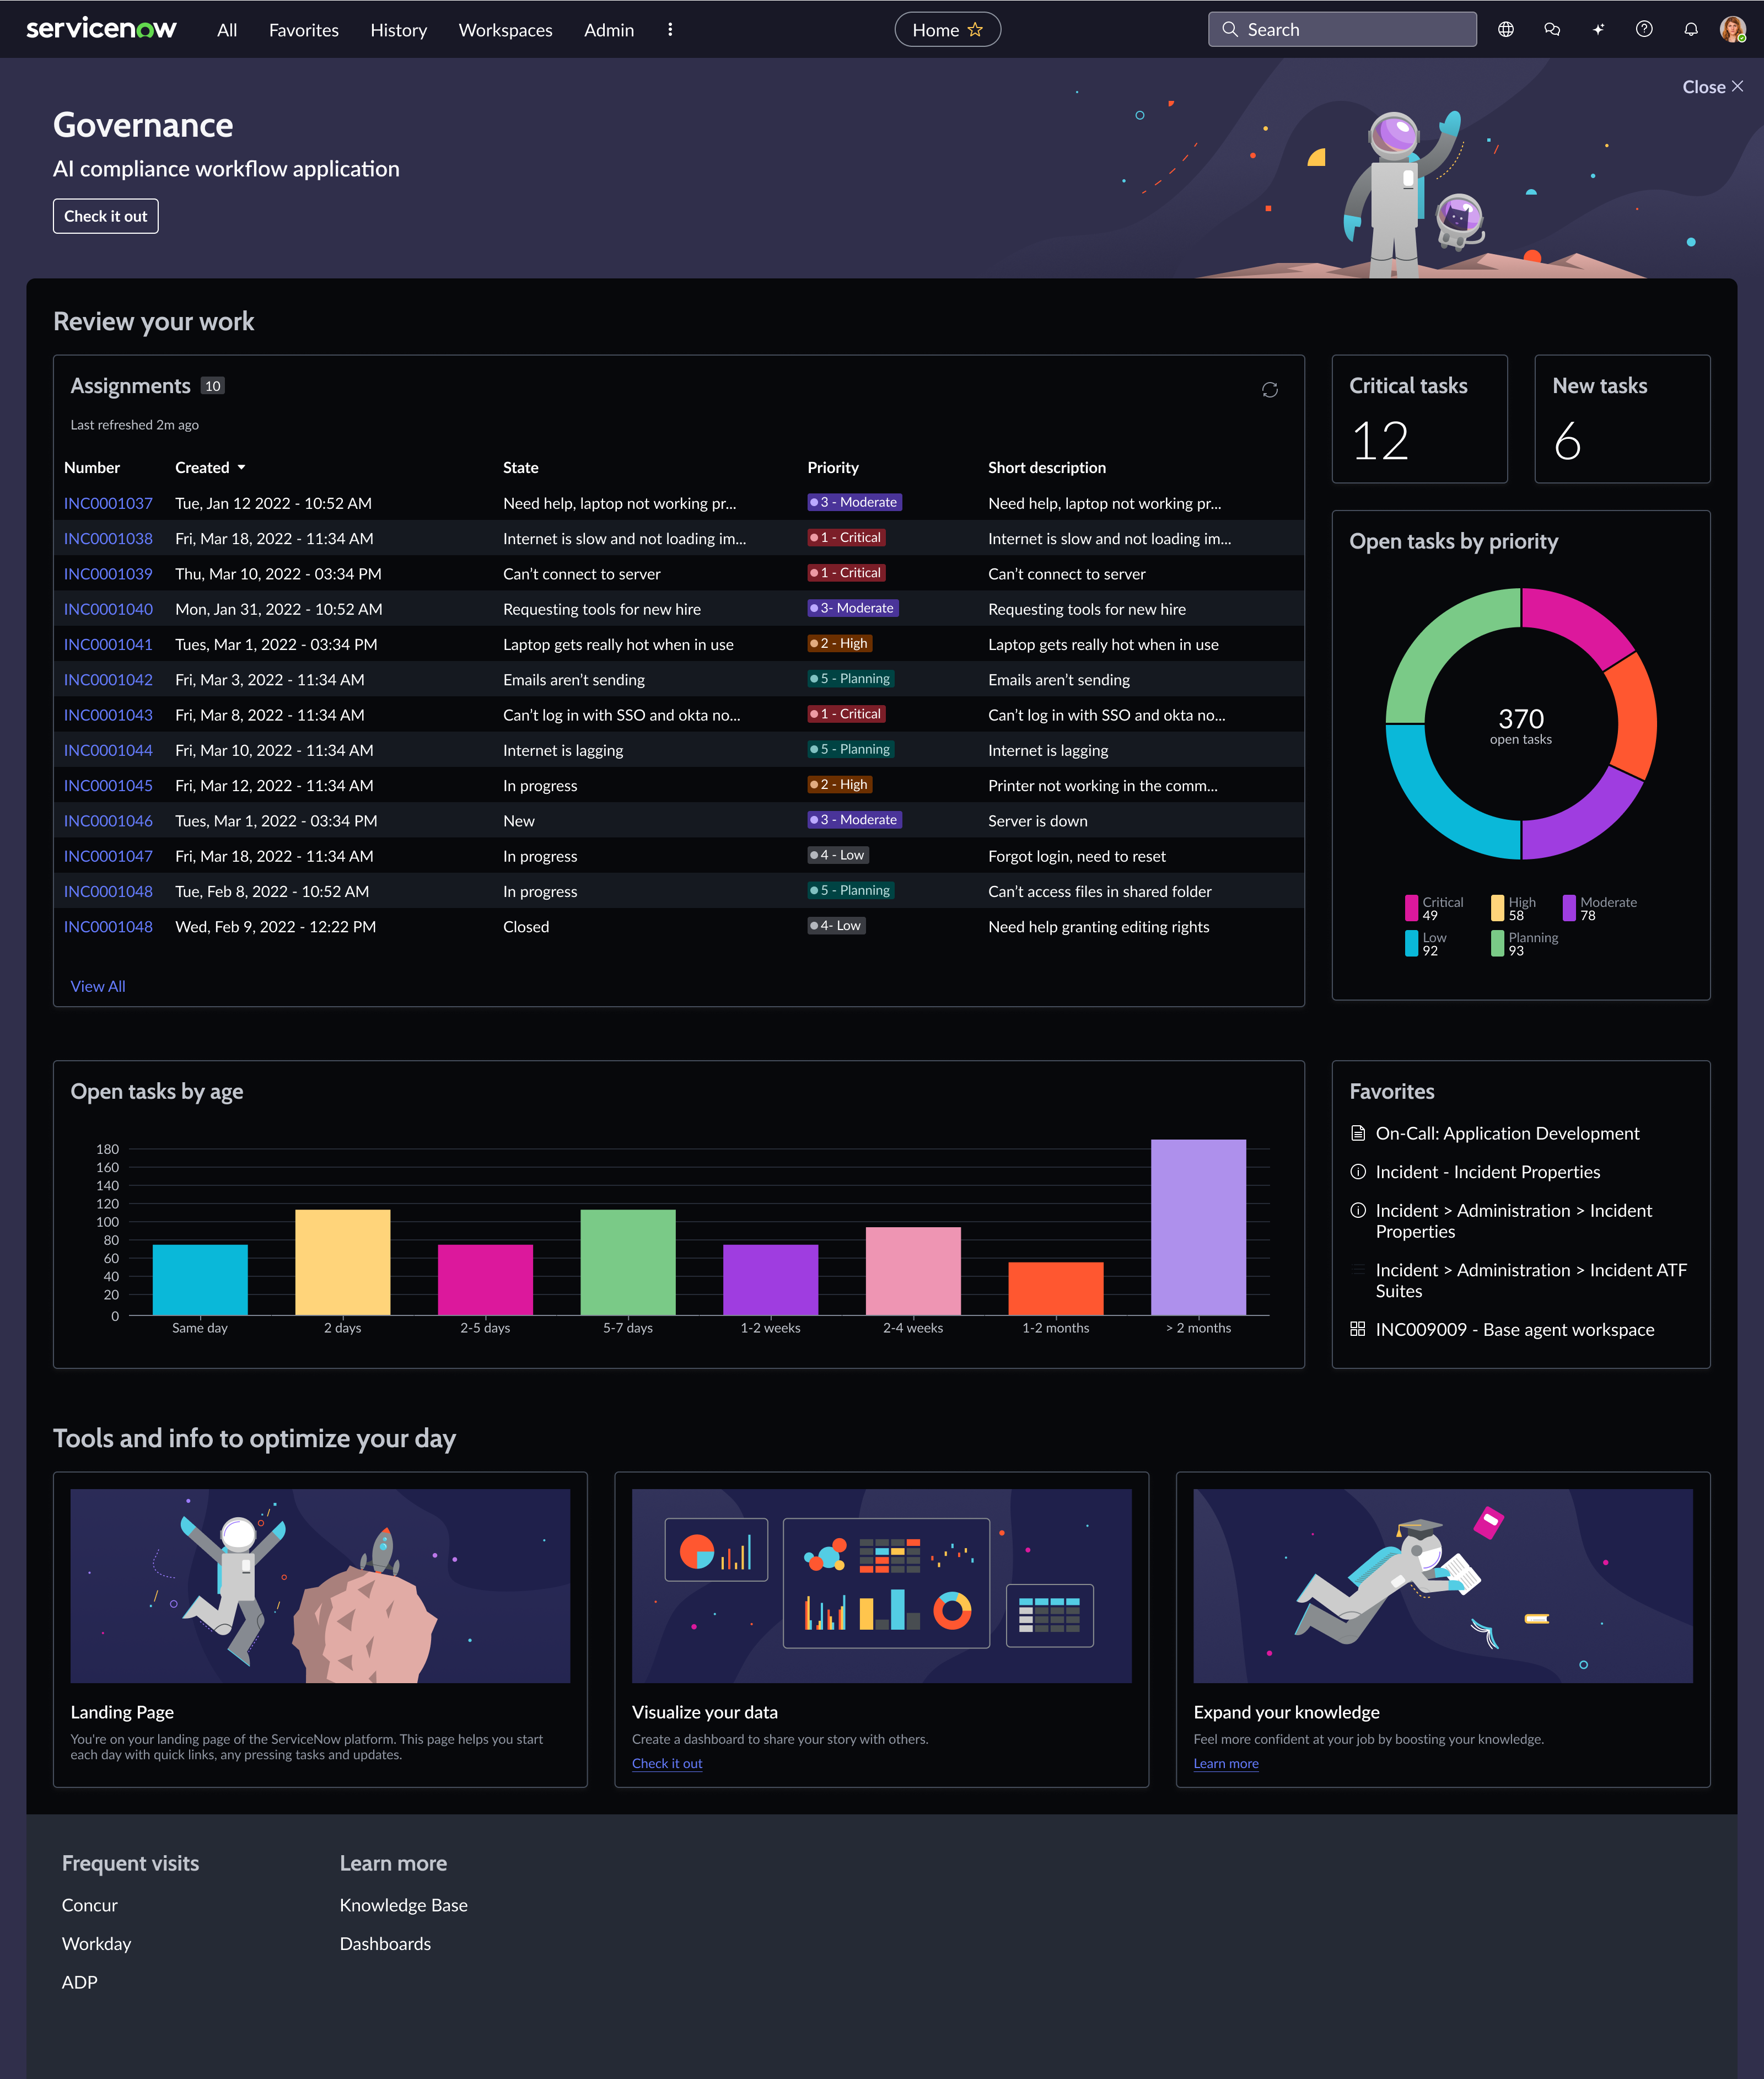 servicenow All Favorites History Workspaces Admin Home Search
Close
Governance
AI compliance workflow application
Check it out
Review your work
Assignments 10
Last refreshed 2m ago
Number Created State Priority Short description
INC0001037 Tue, Jan 12 2022 - 10:52 AM Need help, laptop not working pr... 3 - Moderate Need help, laptop not working pr...
INC0001038 Fri, Mar 18, 2022 - 11:34 AM Internet is slow and not loading im... 1 - Critical Internet is slow and not loading im...
INC0001039 Thu, Mar 10, 2022 - 03:34 PM Can’t connect to server 1 - Critical Can’t connect to server
INC0001040 Mon, Jan 31, 2022 - 10:52 AM Requesting tools for new hire 3- Moderate Requesting tools for new hire
INC0001041 Tues, Mar 1, 2022 - 03:34 PM Laptop gets really hot when in use 2 - High Laptop gets really hot when in use
INC0001042 Fri, Mar 3, 2022 - 11:34 AM Emails aren’t sending 5 - Planning Emails aren’t sending
INC0001043 Fri, Mar 8, 2022 - 11:34 AM Can’t log in with SSO and okta no... 1 - Critical Can’t log in with SSO and okta no...
INC0001044 Fri, Mar 10, 2022 - 11:34 AM Internet is lagging 5 - Planning Internet is lagging
INC0001045 Fri, Mar 12, 2022 - 11:34 AM In progress 2 - High Printer not working in the comm...
INC0001046 Tues, Mar 1, 2022 - 03:34 PM New 3 - Moderate Server is down
INC0001047 Fri, Mar 18, 2022 - 11:34 AM In progress 4 - Low Forgot login, need to reset
INC0001048 Tue, Feb 8, 2022 - 10:52 AM In progress 5 - Planning Can’t access files in shared folder
INC0001048 Wed, Feb 9, 2022 - 12:22 PM Closed 4- Low Need help granting editing rights
View All
Critical tasks
12
New tasks
6
Open tasks by priority
370
open tasks
Critical
49
High
58
Moderate
78
Low
92
Planning
93
Open tasks by age
180
160
140
120
100
80
60
40
20
0
Same day 2 days 2-5 days 5-7 days 1-2 weeks 2-4 weeks 1-2 months > 2 months
Favorites
On-Call: Application Development
Incident - Incident Properties
Incident > Administration > Incident
Properties
Incident > Administration > Incident ATF
Suites
INC009009 - Base agent workspace
Tools and info to optimize your day
Landing Page
You're on your landing page of the ServiceNow platform. This page helps you start
each day with quick links, any pressing tasks and updates.
Visualize your data
Create a dashboard to share your story with others.
Check it out
Expand your knowledge
Feel more confident at your job by boosting your knowledge.
Learn more
Frequent visits
Concur
Workday
ADP
Learn more
Knowledge Base
Dashboards